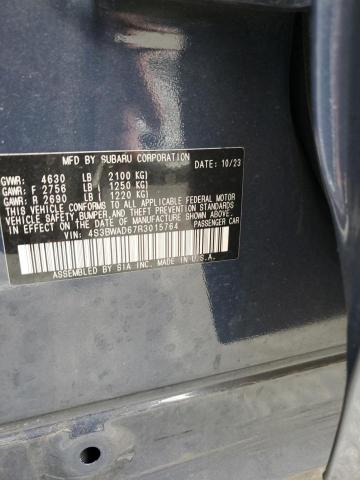 MFD BY SUBARU CORPORATION DATE: 10/23
GVWR: 4630 LB ( 2100 KG)
GAWR: F 2756 LB ( 1250 KG)
GAWR: R 2690 LB ( 1220 KG)
THIS VEHICLE CONFORMS TO ALL APPLICABLE FEDERAL MOTOR
VEHICLE SAFETY, BUMPER, AND THEFT PREVENTION STANDARDS
IN EFFECT ON THE DATE OF MANUFACTURE SHOWN ABOVE.
VIN: 4S3BWAD67R3015764 PASSENGER CAR
ASSEMBLED BY SIA INC. MADE IN U.S.A.